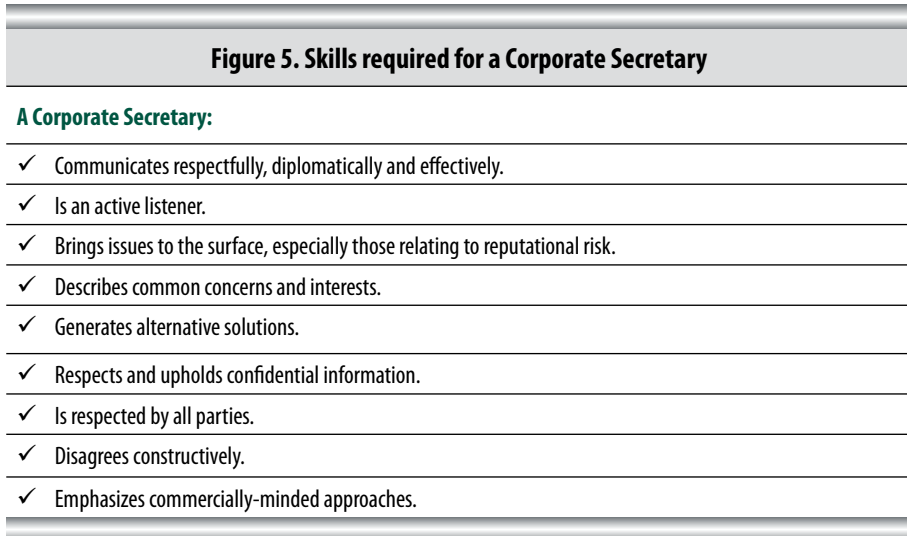 Figure 5. Skills required for a Corporate Secretary
A Corporate Secretary:
✓ Communicates respectfully, diplomatically and effectively.
✓ Is an active listener.
✓ Brings issues to the surface, especially those relating to reputational risk.
✓ Describes common concerns and interests.
✓ Generates alternative solutions.
✓ Respects and upholds confidential information.
✓ Is respected by all parties.
✓ Disagrees constructively.
✓ Emphasizes commercially-minded approaches.